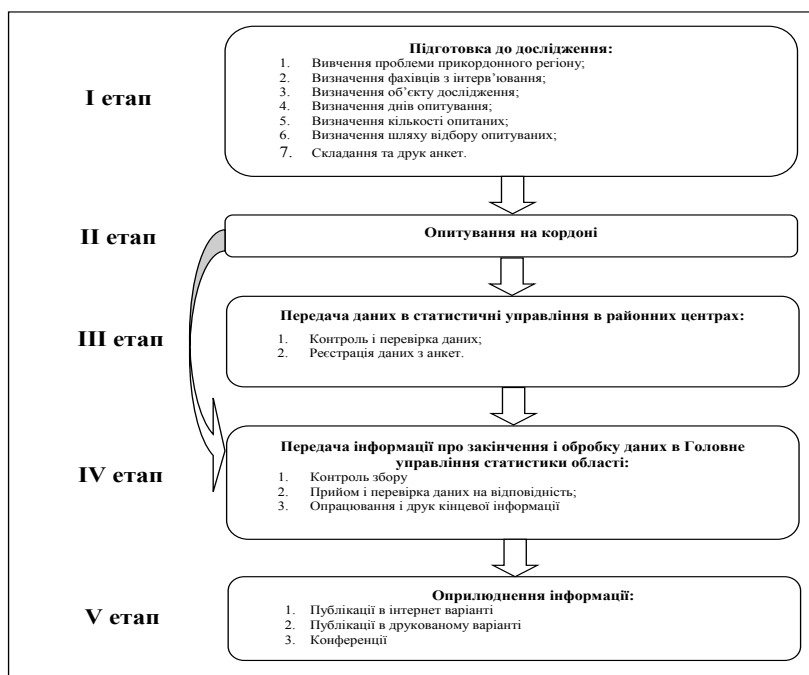 I етап
Підготовка до дослідження:
1. Вивчення проблеми прикордонного регіону;
2. Визначення фахівців з інтерв’ювання;
3. Визначення об’єкту дослідження;
4. Визначення днів опитування;
5. Визначення кількості опитаних;
6. Визначення шляху відбору опитуваних;
7. Складання та друк анкет.
II етап
Опитування на кордоні
III етап
Передача даних в статистичні управління в районних центрах:
1. Контроль і перевірка даних;
2. Реєстрація даних з анкет.
IV етап
Передача інформації про закінчення і обробку даних в Головне
управління статистики області:
1. Контроль збору
2. Прийом і перевірка даних на відповідність;
3. Опрацювання і друк кінцевої інформації
V етап
Оприлюднення інформації:
1. Публікації в інтернет варіанті
2. Публікації в друкованому варіанті
3. Конференції